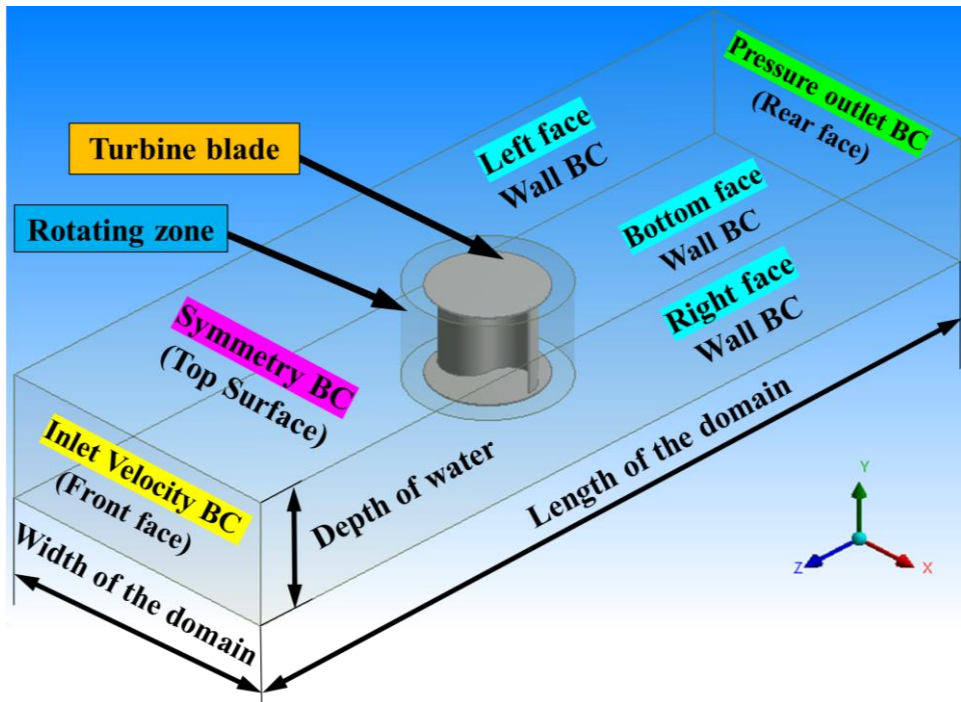 Pressure outlet BC
(Rear face)
Left face
Wall BC
Turbine blade
Bottom face
Wall BC
Rotating zone
Right face
Wall BC
Symmetry BC
(Top Surface)
Inlet Velocity BC
(Front face)
Depth of water
Length of the domain
Width of the domain
Y
Z
X